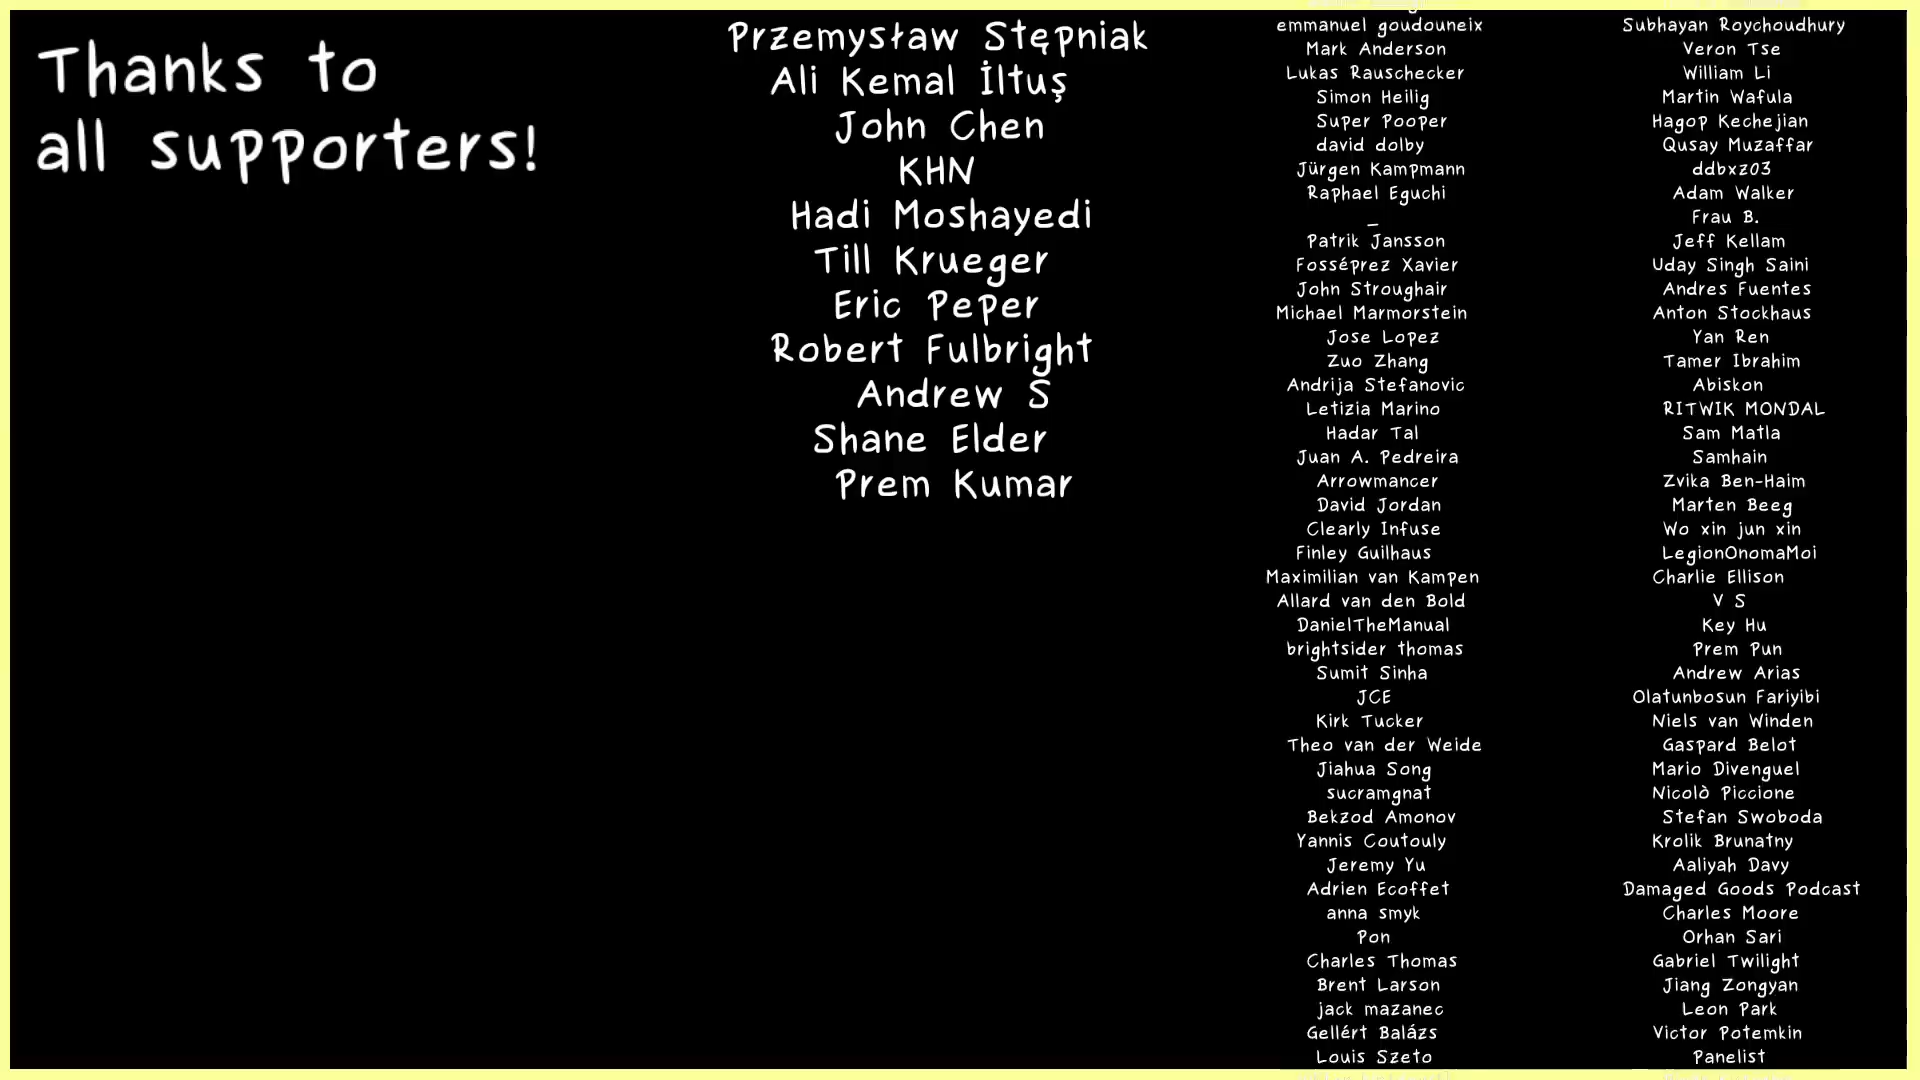 Thanks to
all supporters!
Przemysław Stępniak
Ali Kemal İltuş
John Chen
KHN
Hadi Moshayedi
Till Krueger
Eric Peper
Robert Fulbright
Andrew S
Shane Elder
Prem Kumar
emmanuel goudouneix
Mark Anderson
Lukas Rauschecker
Simon Heilig
Super Pooper
david dolby
Jürgen Kampmann
Raphael Eguchi
_
Patrik Jansson
Fosséprez Xavier
John Stroughair
Michael Marmorstein
Jose Lopez
Zuo Zhang
Andrija Stefanovic
Letizia Marino
Hadar Tal
Juan A. Pedreira
Arrowmancer
David Jordan
Clearly Infuse
Finley Guilhaus
Maximilian van Kampen
Allard van den Bold
DanielTheManual
brightsider thomas
Sumit Sinha
JCE
Kirk Tucker
Theo van der Weide
Jiahua Song
sucramgnat
Bekzod Amonov
Yannis Coutouly
Jeremy Yu
Adrien Ecoffet
anna smyk
Pon
Charles Thomas
Brent Larson
jack mazanec
Gellért Balázs
Louis Szeto
Subhayan Roychoudhury
Veron Tse
William Li
Martin Wafula
Hagop Kechejian
Qusay Muzaffar
ddbxz03
Adam Walker
Frau B.
Jeff Kellam
Uday Singh Saini
Andres Fuentes
Anton Stockhaus
Yan Ren
Tamer Ibrahim
Abiskon
RITWIK MONDAL
Sam Matla
Samhain
Zvika Ben-Haim
Marten Beeg
Wo xin jun xin
LegionOnomaMoi
Charlie Ellison
V S
Key Hu
Prem Pun
Andrew Arias
Olatunbosun Fariyibi
Niels van Winden
Gaspard Belot
Mario Divenguel
Nicolò Piccione
Stefan Swoboda
Krolik Brunatny
Aaliyah Davy
Damaged Goods Podcast
Charles Moore
Orhan Sari
Gabriel Twilight
Jiang Zongyan
Leon Park
Victor Potemkin
Panelist